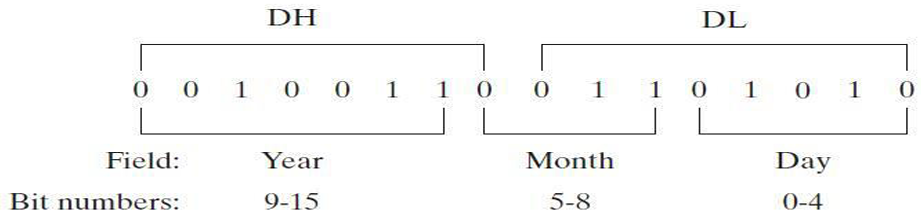 DH DL
0 0 1 0 0 1 1 0 0 1 1 0 1 0 1 0
Field: Year Month Day
Bit numbers: 9-15 5-8 0-4